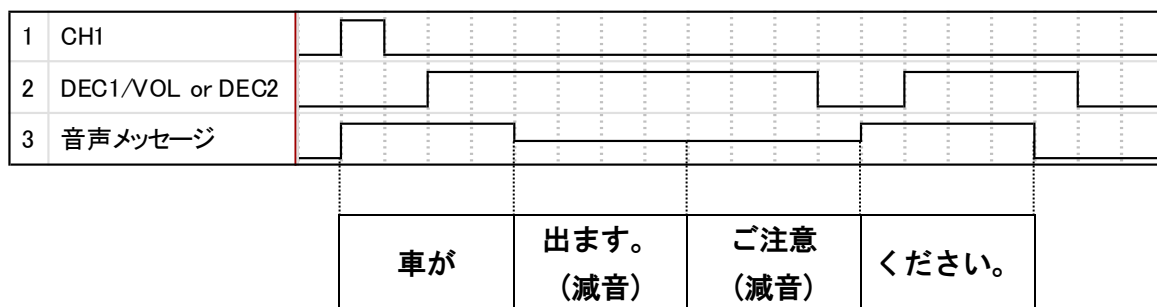 1 CH1
2 DEC1/VOL or DEC2
3 音声メッセージ
車が
出ます。
（減音）
ご注意
（減音）
ください。